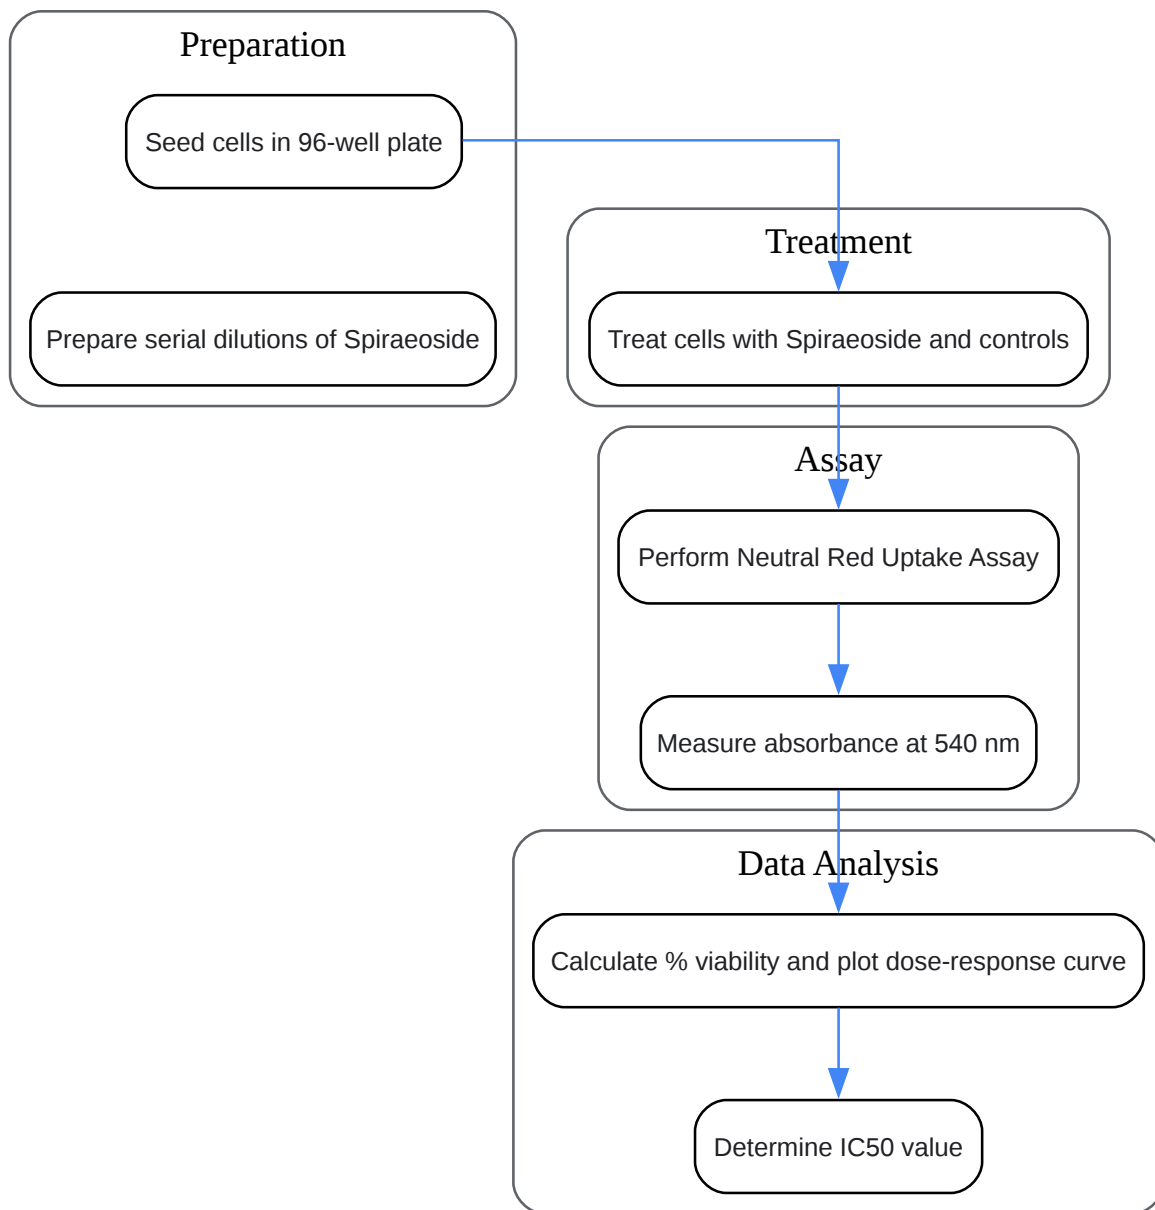 Preparation
Seed cells in 96-well plate
Prepare serial dilutions of Spiraeoside
Treatment
Treat cells with Spiraeoside and controls
Assay
Perform Neutral Red Uptake Assay
Measure absorbance at 540 nm
Data Analysis
Calculate % viability and plot dose-response curve
Determine IC50 value